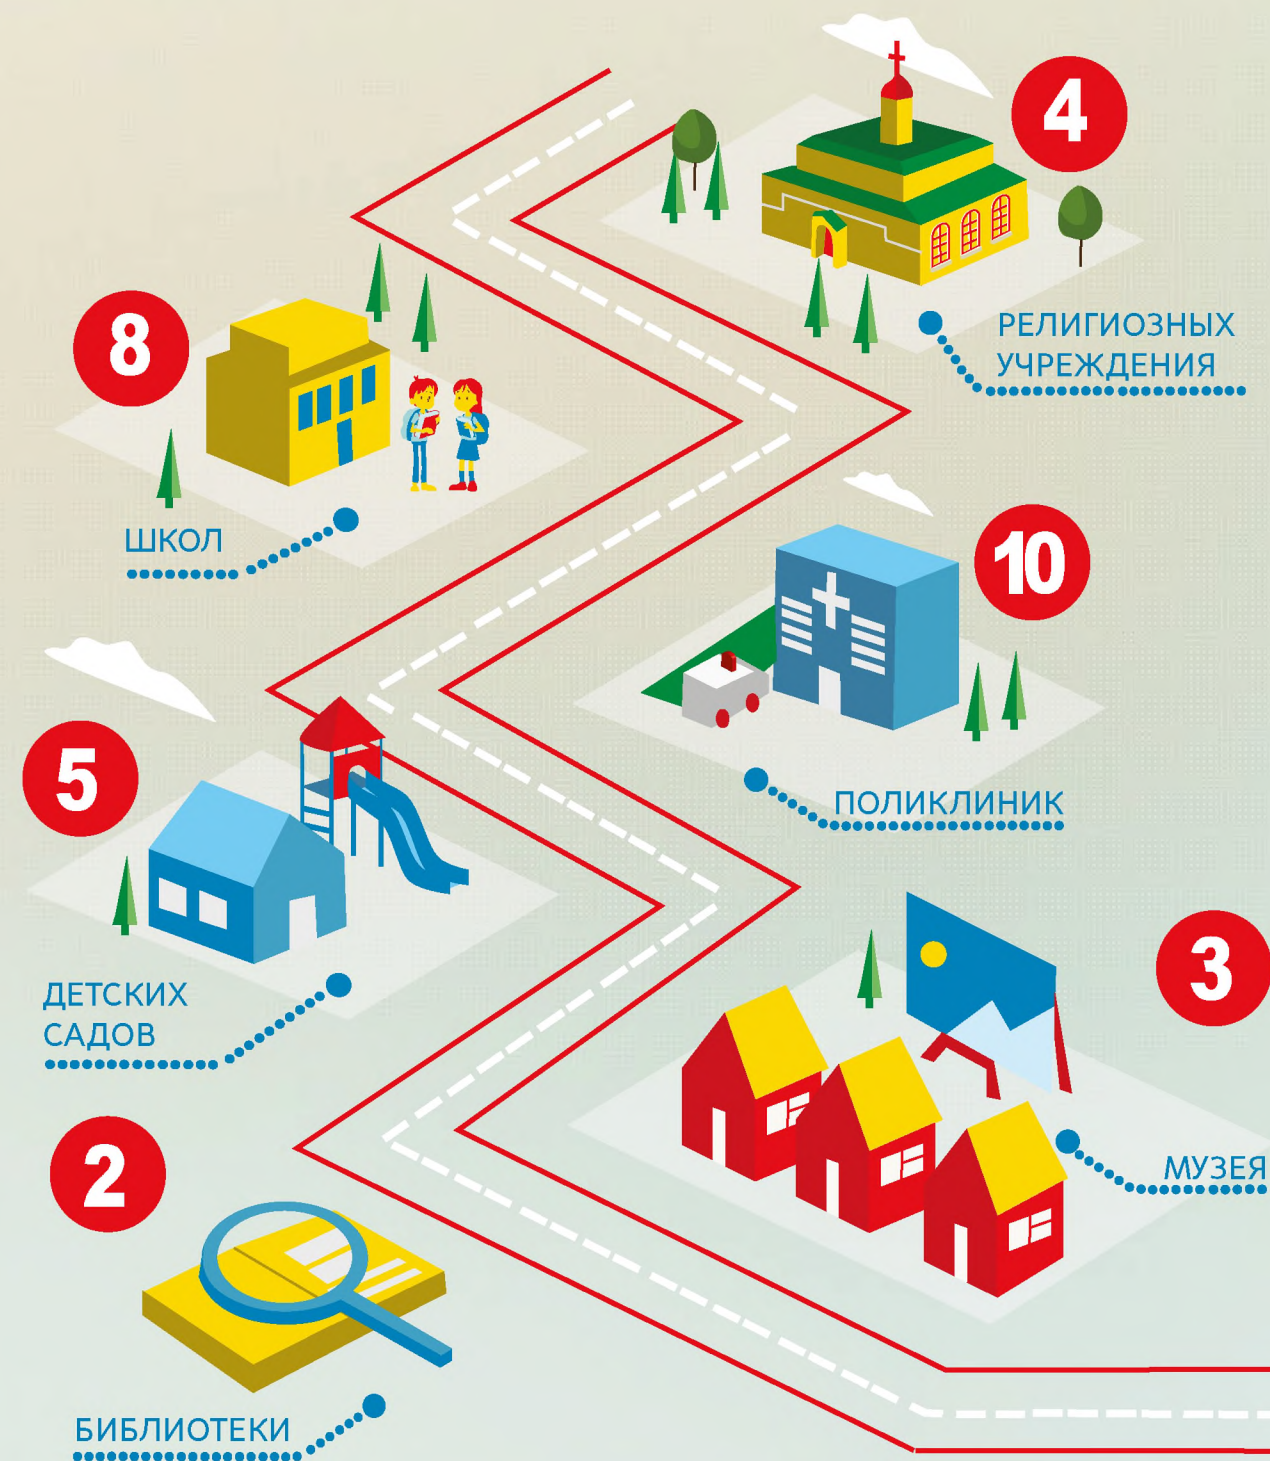 4
РЕЛИГИОЗНЫХ
УЧРЕЖДЕНИЯ
8
ШКОЛ
10
ПОЛИКЛИНИК
5
ДЕТСКИХ
САДОВ
3
МУЗЕЯ
2
БИБЛИОТЕКИ